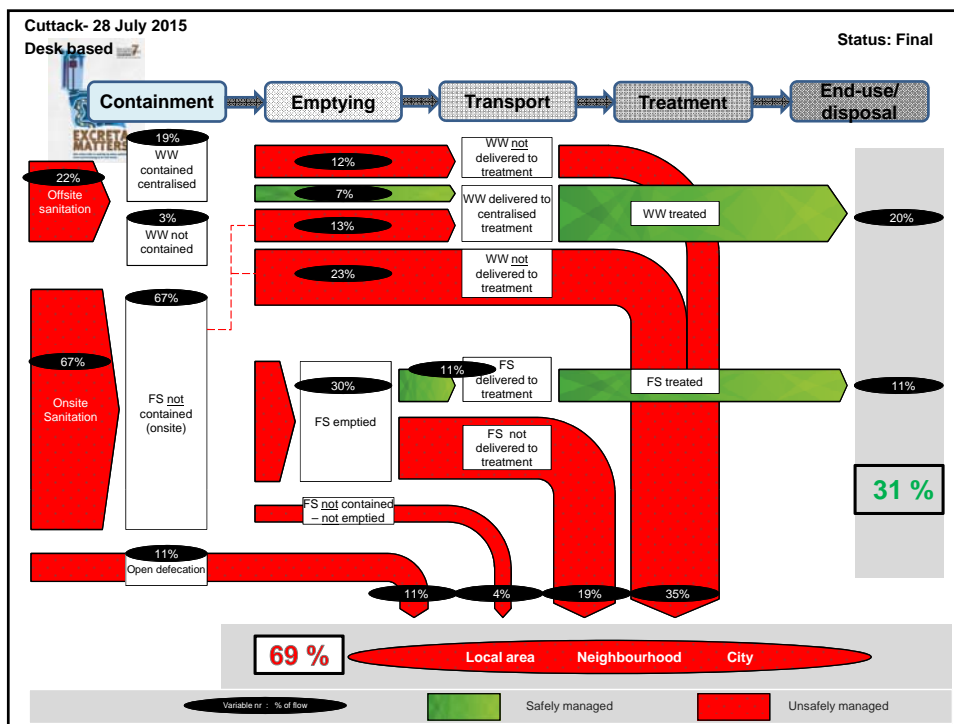 Cuttack- 28 July 2015
Desk based
Status: Final
7
EXCRETA
MATTERS
Containment
Emptying
Transport
Treatment
End-use/
disposal
19%
WW
contained
centralised
22%
Offsite
sanitation
3%
WW not
contained
12%
WW not
delivered to
treatment
7%
WW delivered to
centralised
treatment
13%
WW treated
20%
23%
WW not
delivered to
treatment
67%
Onsite
Sanitation
67%
FS not
contained
(onsite)
30%
FS emptied
11%
FS
delivered to
treatment
FS treated
11%
FS not
delivered to
treatment
31 %
FS not contained
– not emptied
11%
Open defecation
11%
4%
19%
35%
69 %
Local area Neighbourhood City
Variable nr : % of flow
Safely managed
Unsafely managed